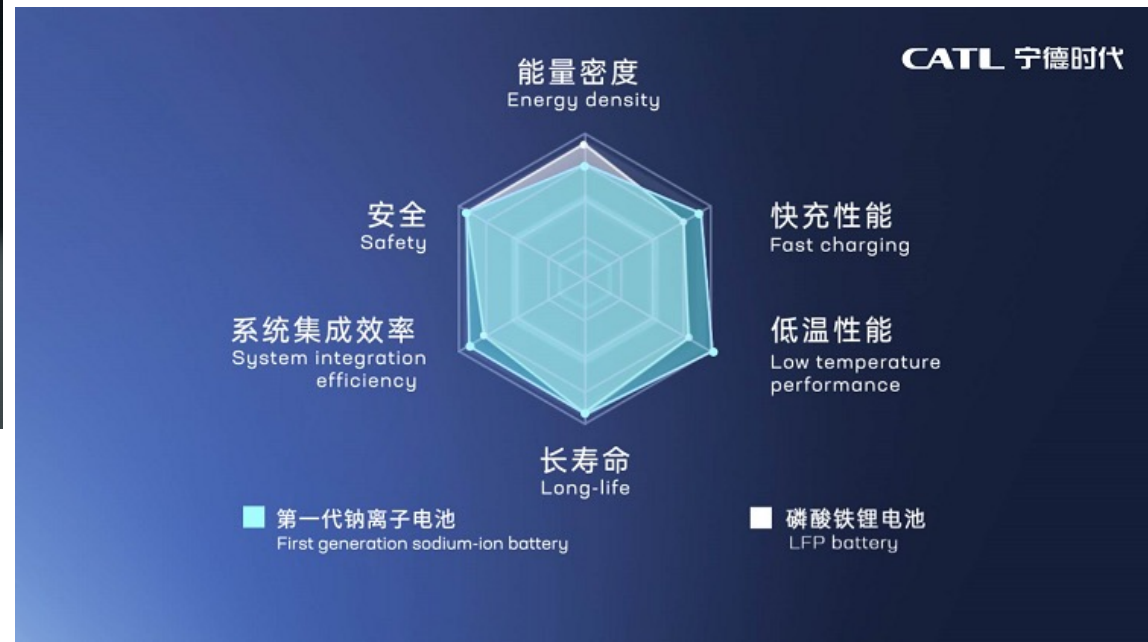 CATL 宁德时代
能量密度
Energy density
安全
Safety
快充性能
Fast charging
系统集成效率
System integration
efficiency
低温性能
Low temperature
performance
长寿命
Long-life
第一代钠离子电池
First generation sodium-ion battery
磷酸铁锂电池
LFP battery